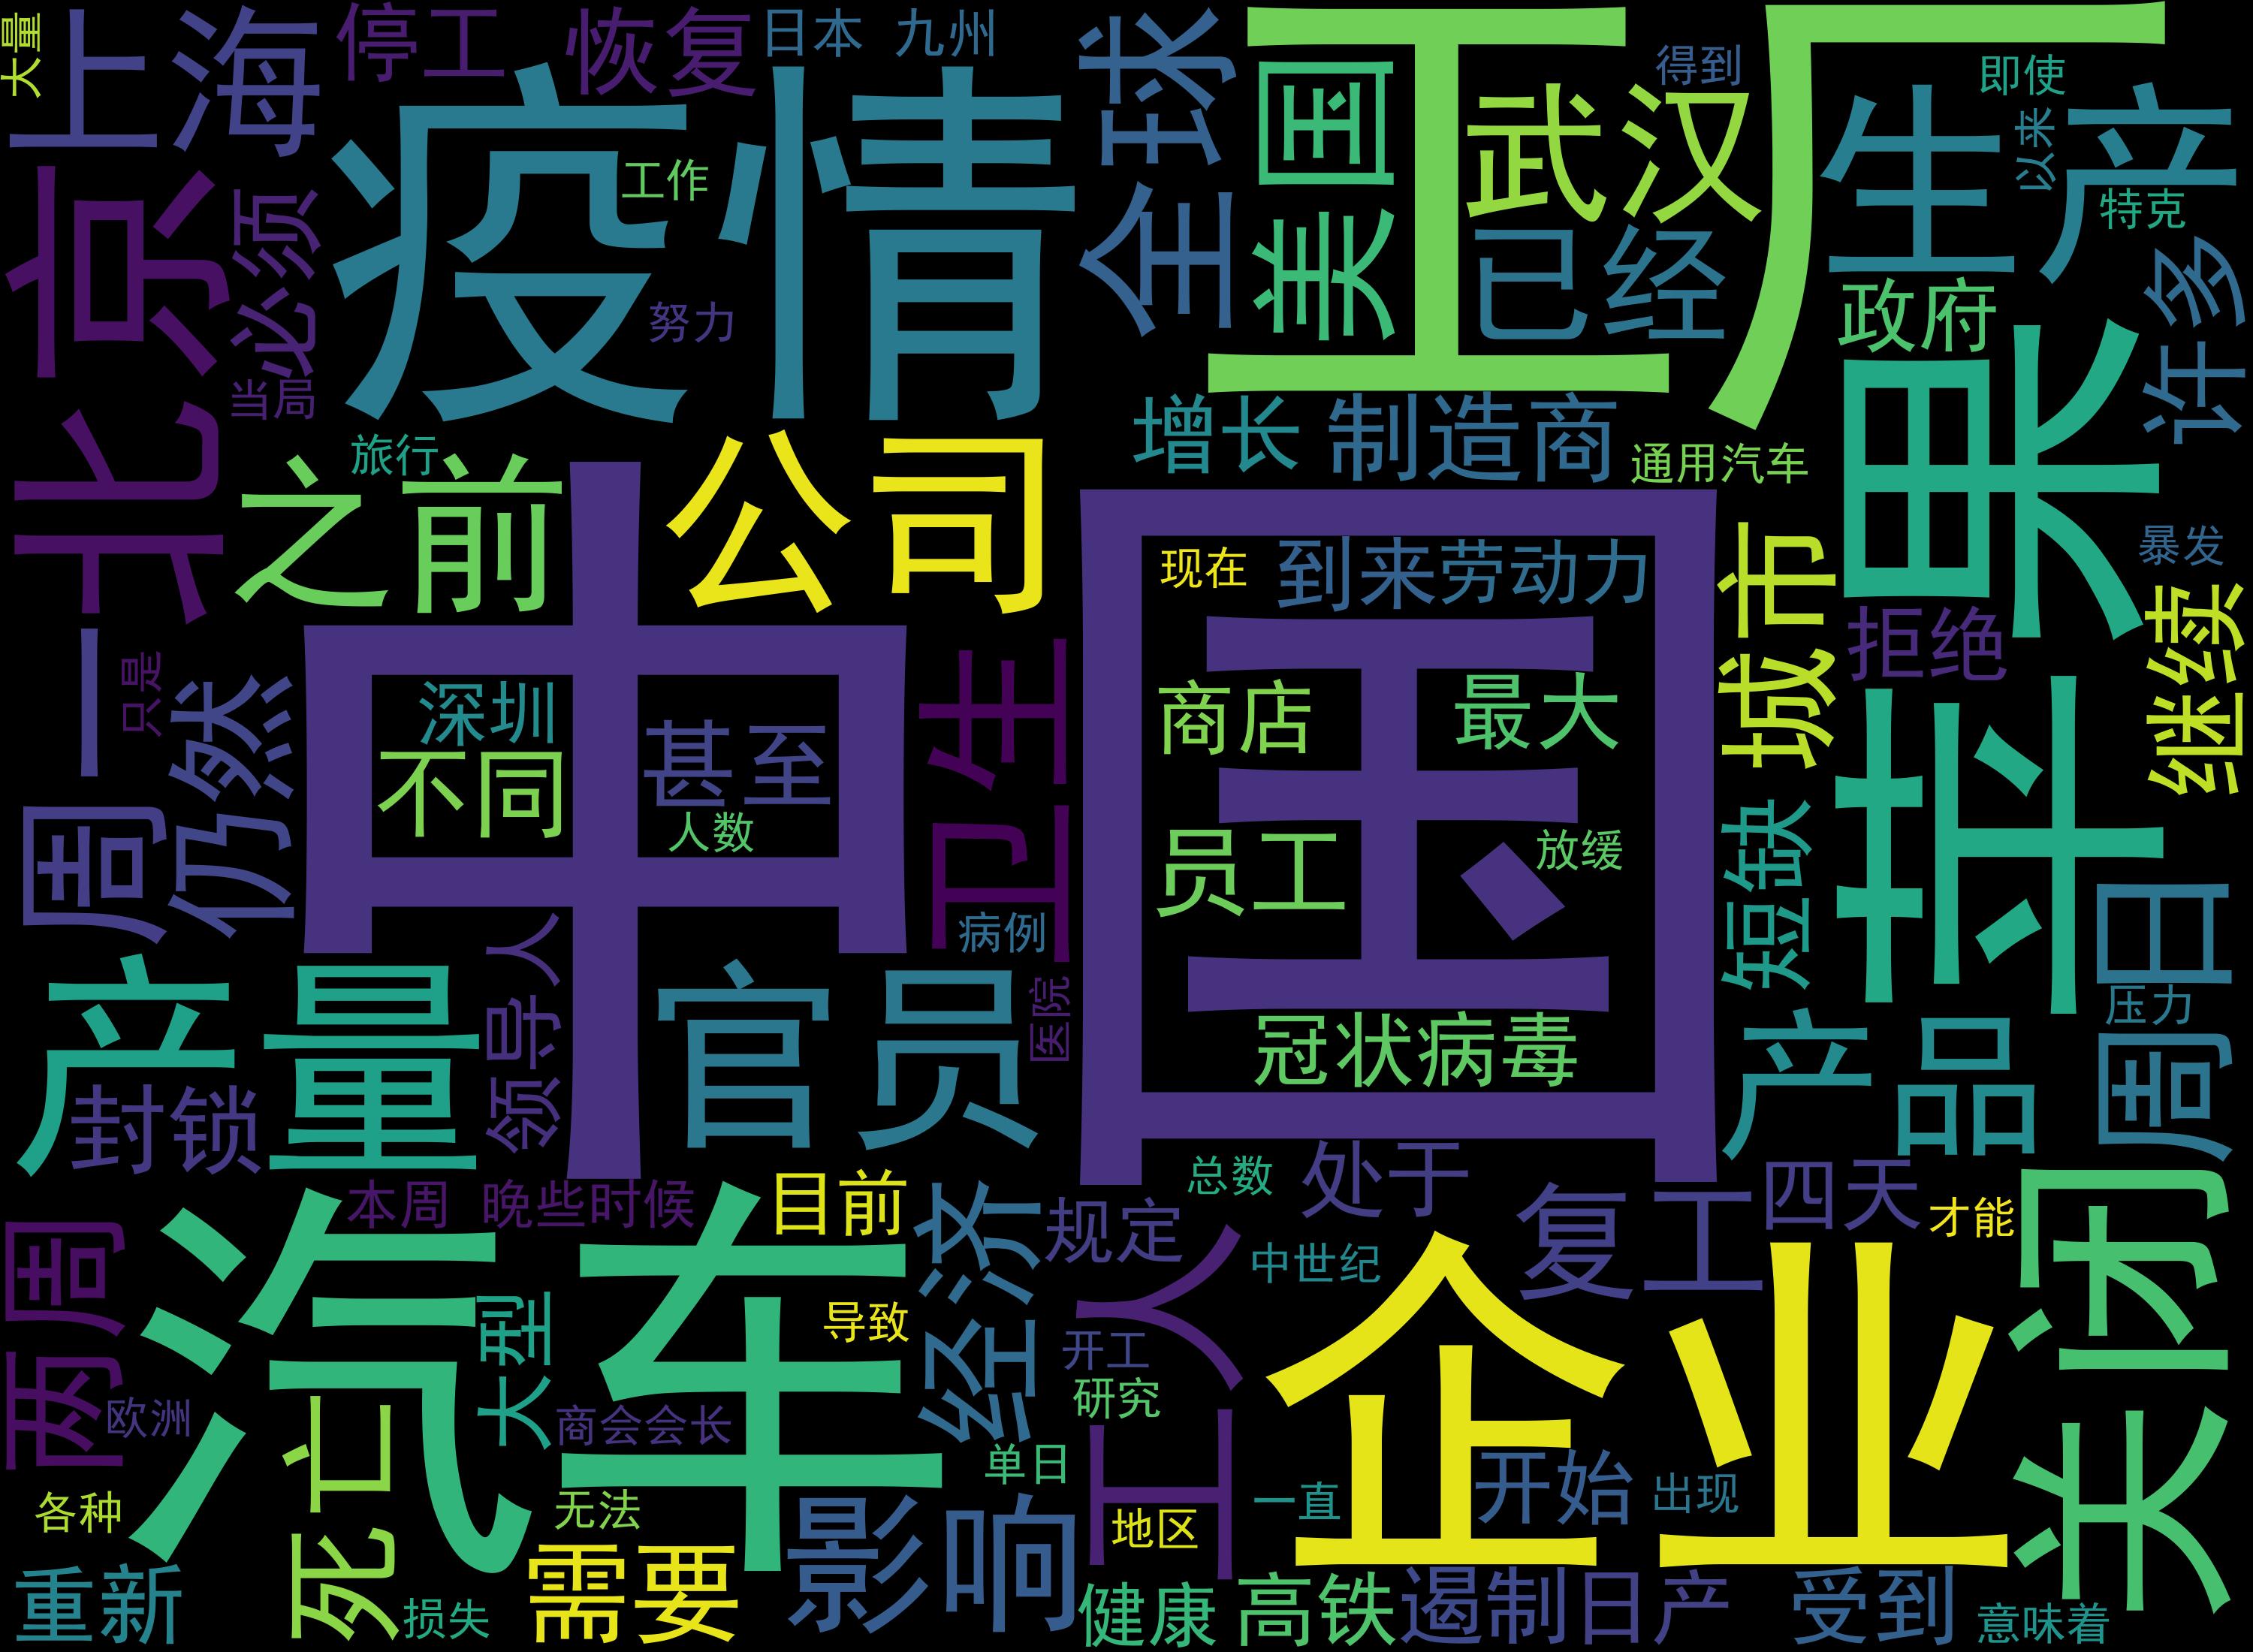 大量
上海
停工
恢复
日本
九州
全球
美国
工厂
武汉
得到
即使
以来
生产
特克
许多
北京
必须
疫情
工作
努力
当局
已经
政府
苹果
旅行
之前
公司
增长
制造商
通用汽车
中国
现在
到来
劳动力
城市
暴发
继续
拒绝
周一
只是
仍然
深圳
不同
甚至
人数
卫生
病例
医院
商店
最大
员工
放缓
冠状病毒
短缺
周日
压力
产量
封锁
领导人
官员
产品
本周
晚些时候
目前
经济
规定
总数
处于
中世纪
复工
四天
才能
关闭
两周
欧洲
汽车
大型
导致
商会会长
工人
开工
研究
企业
死亡
各种
无法
单日
地区
一直
开始
出现
重新
损失
需要
影响
健康
高铁
遏制
日产
受到
意味着